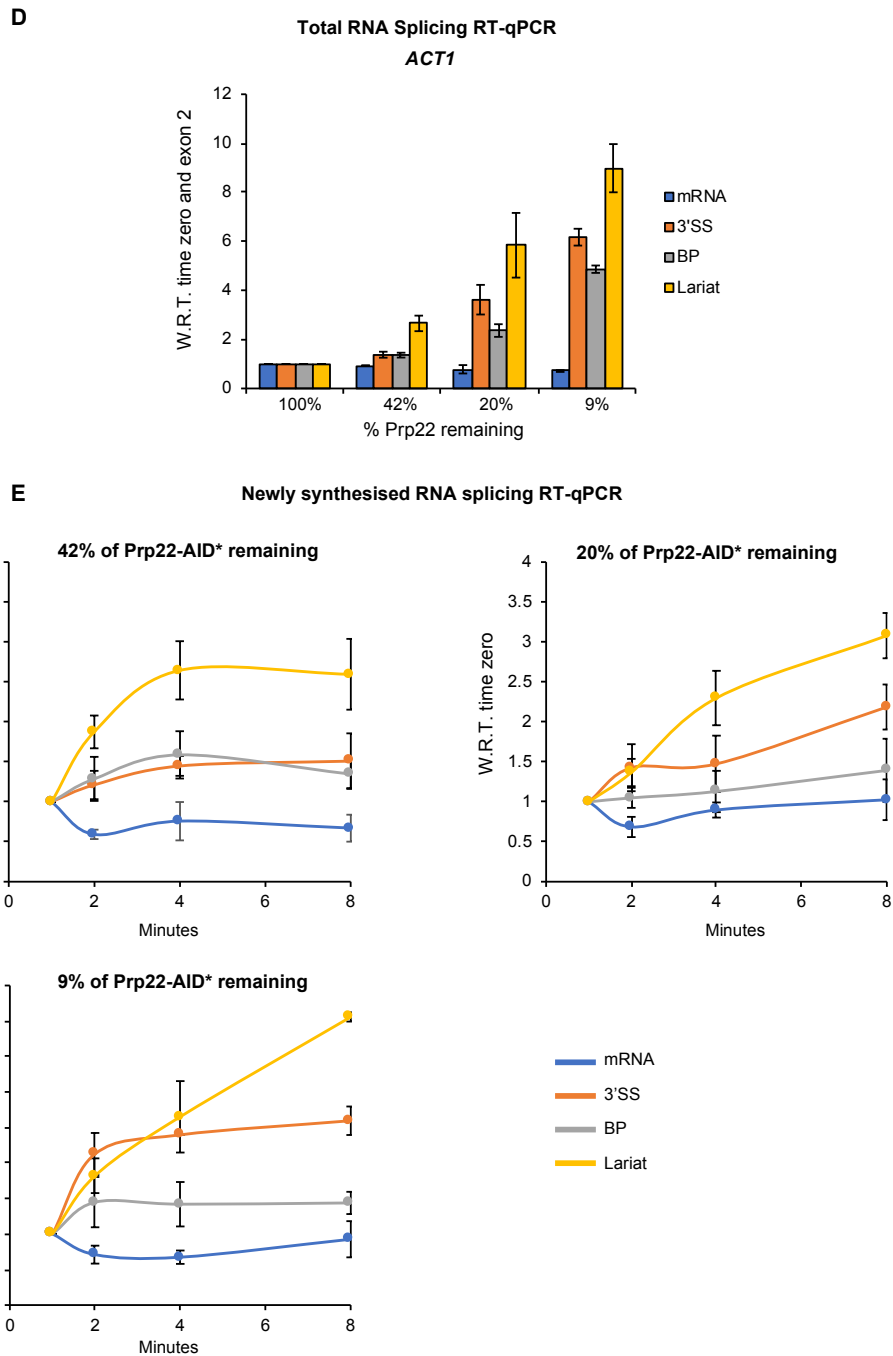 D
Total RNA Splicing RT-qPCR
ACT1
W.R.T. time zero and exon 2
12
10
8
6
4
2
0
100% 42% 20% 9%
% Prp22 remaining
mRNA
3'SS
BP
Lariat
E
Newly synthesised RNA splicing RT-qPCR
42% of Prp22-AID* remaining
0 2 4 6 8
Minutes
20% of Prp22-AID* remaining
W.R.T. time zero
4
3.5
3
2.5
2
1.5
1
0.5
0
0 2 4 6 8
Minutes
9% of Prp22-AID* remaining
0 2 4 6 8
Minutes
mRNA
3'SS
BP
Lariat